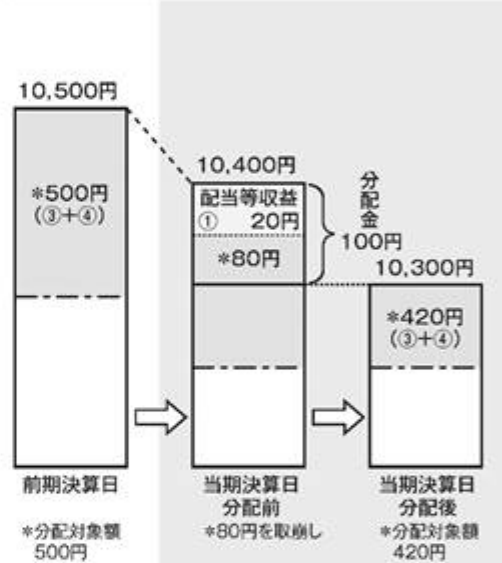 10,500円
*500円
(③+④)
前期決算日
*分配対象額
500円
10,400円
配当等収益
① 20円
*80円
分配金
100円
当期決算日
分配前
*80円を取崩し
10,300円
*420円
(③+④)
当期決算日
分配後
*分配対象額
420円